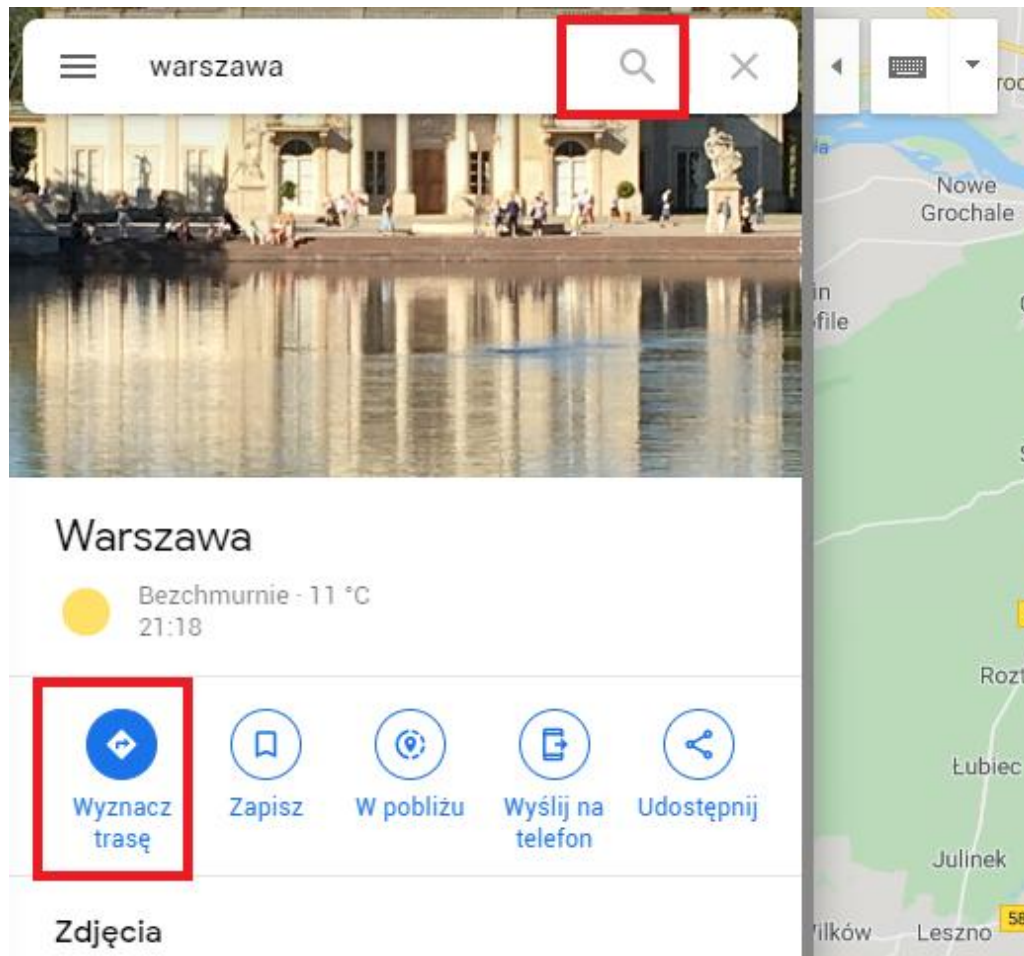 warszawa
Warszawa
Bezchmurnie · 11 °C
21:18
Wyznacz
trasę
Zapisz
W pobliżu
Wyślij na
telefon
Udostępnij
Zdjęcia
Nowe
Grochale
Łubiec
Julinek
Leszno